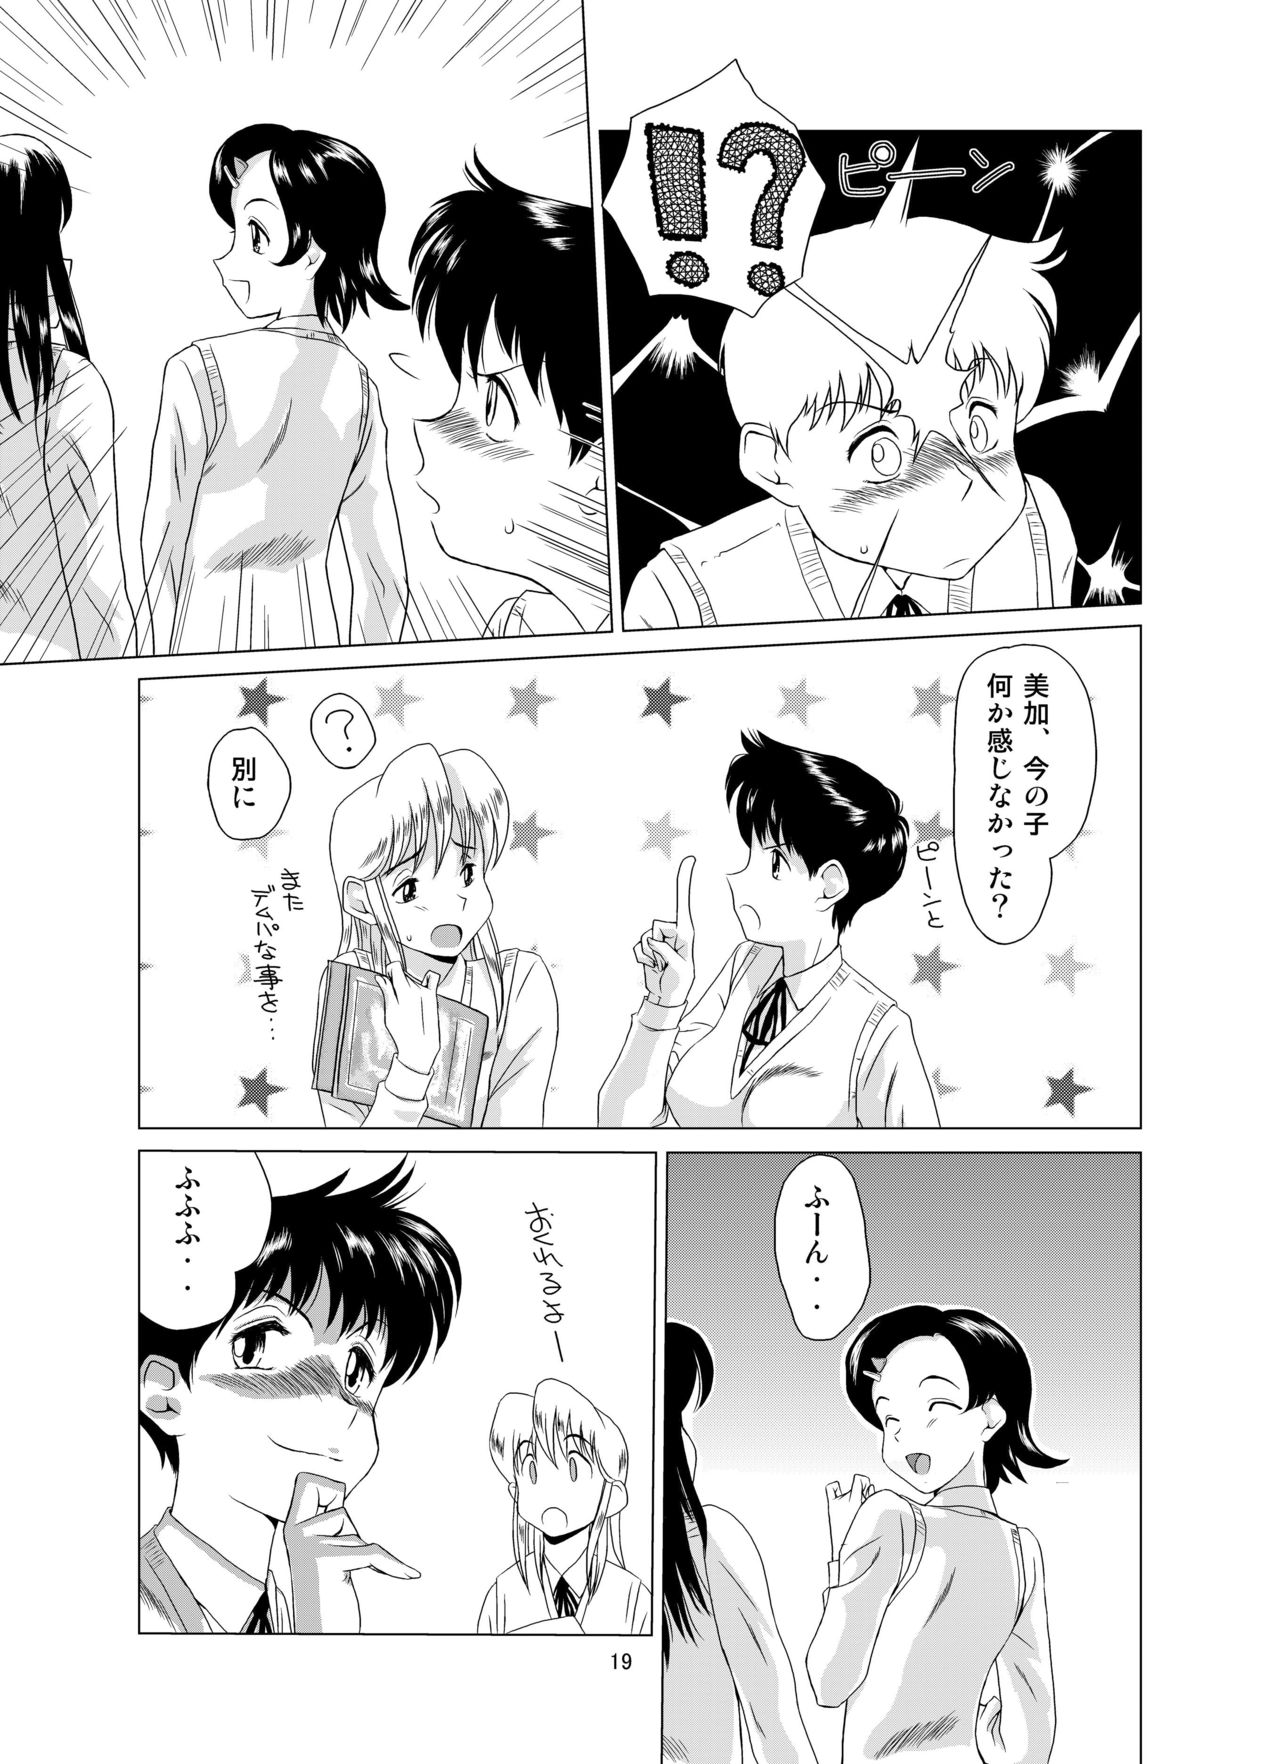 !?
ピーン
美加、今の子
何か感じなかった?
ピーンと
?
別に
また
デムパな事を・・・
ふーん・・
おくれるよー
ふふふ・・
19